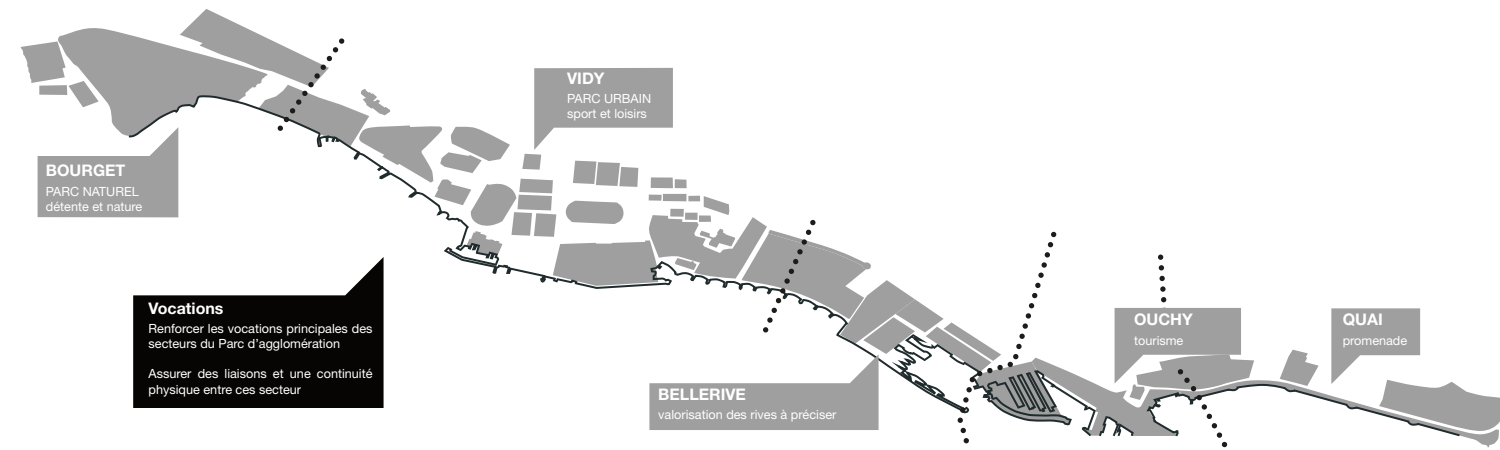 VIDY
PARC URBAIN
sport et loisirs
BOURGET
PARC NATUREL
détente et nature
Vocations
Renforcer les vocations principales des
secteurs du Parc d’agglomération
Assurer des liaisons et une continuité
physique entre ces secteur
BELLERIVE
valorisation des rives à préciser
OUCHY
tourisme
QUAI
promenade